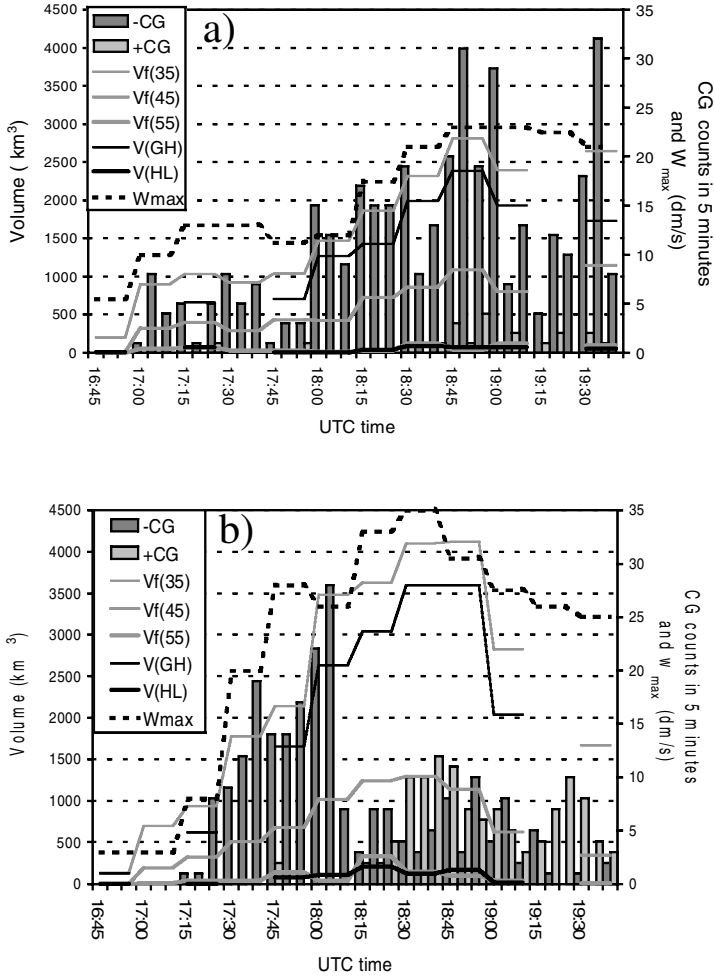 a)
4500
4000
3500
3000
2500
2000
1500
1000
500
0
Volume ( km³)
-CG
+CG
Vf(35)
Vf(45)
Vf(55)
V(GH)
V(HL)
Wmax
35
30
25
20
15
10
5
0
CG counts in 5 minutes
and W max (dm/s)
16:45
17:00
17:15
17:30
17:45
18:00
18:15
18:30
18:45
19:00
19:15
19:30
UTC time
b)
4500
4000
3500
3000
2500
2000
1500
1000
500
0
Volume (km ³)
-CG
+CG
Vf(35)
Vf(45)
Vf(55)
V(GH)
V(HL)
Wmax
35
30
25
20
15
10
5
0
CG counts in 5 minutes
and w max (dm/s)
16:45
17:00
17:15
17:30
17:45
18:00
18:15
18:30
18:45
19:00
19:15
19:30
UTC time